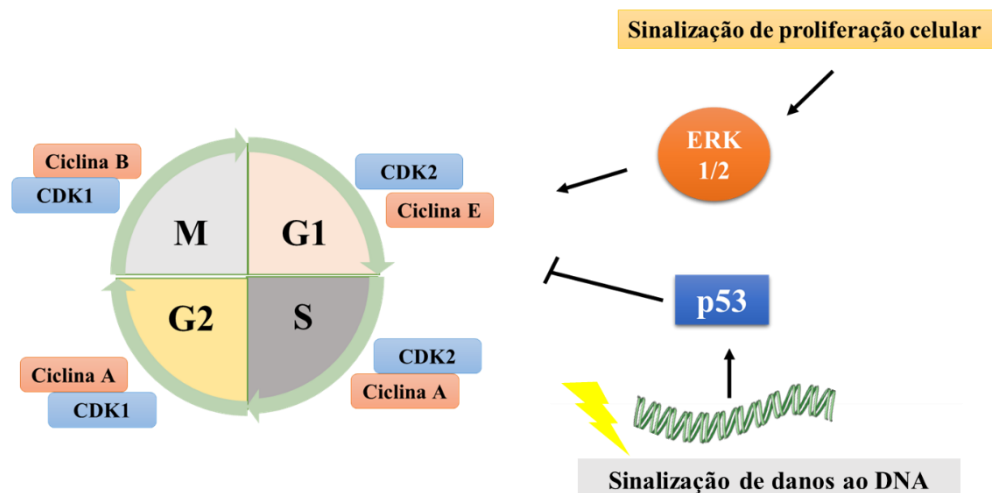 Sinalização de proliferação celular
ERK
1/2
Ciclina B
CDK1
CDK2
Ciclina E
M
G1
G2
S
p53
Ciclina A
CDK1
CDK2
Ciclina A
Sinalização de danos ao DNA